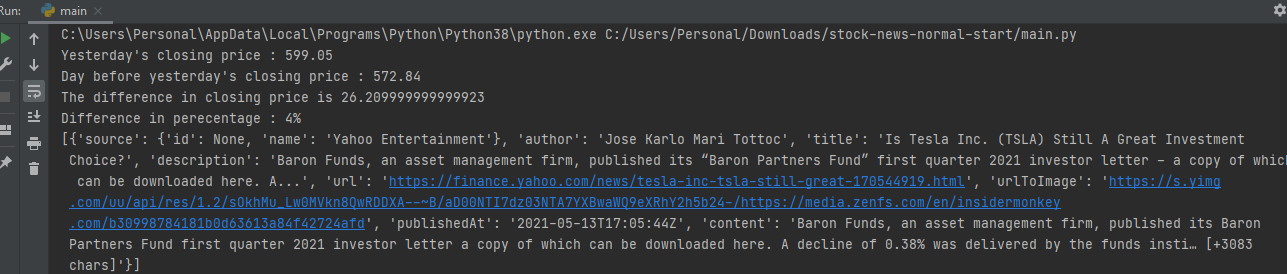 Run: main
C:\Users\Personal\AppData\Local\Programs\Python\Python38\python.exe C:/Users/Personal/Downloads/stock-news-normal-start/main.py
Yesterday's closing price : 599.05
Day before yesterday's closing price : 572.84
The difference in closing price is 26.209999999999923
Difference in perecentage : 4%
[{'source': {'id': None, 'name': 'Yahoo Entertainment'}, 'author': 'Jose Karlo Mari Tottoc', 'title': 'Is Tesla Inc. (TSLA) Still A Great Investment
Choice?', 'description': 'Baron Funds, an asset management firm, published its “Baron Partners Fund” first quarter 2021 investor letter – a copy of which
can be downloaded here. A...', 'url': 'https://finance.yahoo.com/news/tesla-inc-tsla-still-great-170544919.html', 'urlToImage': 'https://s.yimg
.com/uu/api/res/1.2/sOkhMu_Lw0MVkn8QwRDDXA--~B/aD00NTI7dz03NTA7YXBwaWQ9eXRhY2h5b24-/https://media.zenfs.com/en/insidermonkey
.com/b30998784181b0d63613a84f42724afd', 'publishedAt': '2021-05-13T17:05:44Z', 'content': 'Baron Funds, an asset management firm, published its Baron
Partners Fund first quarter 2021 investor letter a copy of which can be downloaded here. A decline of 0.38% was delivered by the funds insti… [+3083
chars]'}]